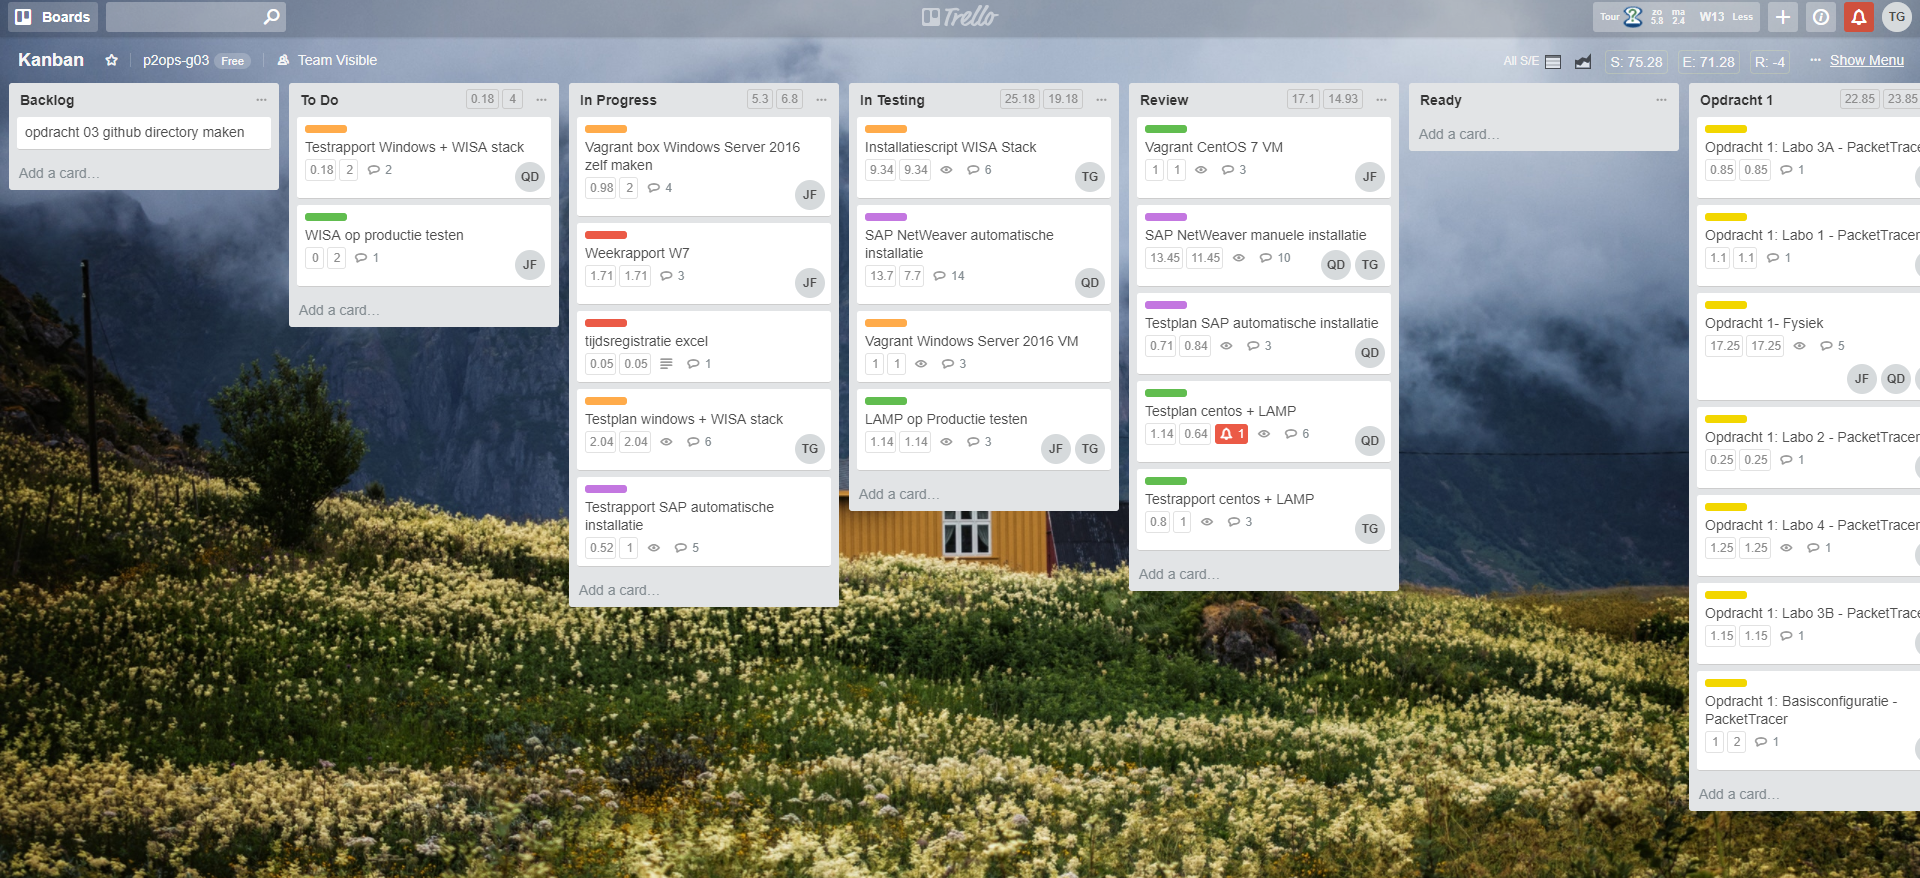 Boards
Trello
Tour
zo 5.8
ma 2.4
W13
Less
TG
Kanban
p2ops-g03
Free
Team Visible
All S/E
S: 75.28
E: 71.28
R: -4
Show Menu
Backlog
opdracht 03 github directory maken
Add a card...
To Do
0.18
4
Testrapport Windows + WISA stack
0.18
2
2
QD
WISA op productie testen
0
2
1
JF
Add a card...
In Progress
5.3
6.8
Vagrant box Windows Server 2016
zelf maken
0.98
2
4
JF
Weekrapport W7
1.71
1.71
3
JF
tijdsregistratie excel
0.05
0.05
1
Testplan windows + WISA stack
2.04
2.04
6
TG
Testrapport SAP automatische
installatie
0.52
1
5
Add a card...
In Testing
25.18
19.18
Installatiescript WISA Stack
9.34
9.34
6
TG
SAP NetWeaver automatische
installatie
13.7
7.7
14
QD
Vagrant Windows Server 2016 VM
1
1
3
LAMP op Productie testen
1.14
1.14
3
JF
TG
Add a card...
Review
17.1
14.93
Vagrant CentOS 7 VM
1
1
3
JF
SAP NetWeaver manuele installatie
13.45
11.45
10
QD
TG
Testplan SAP automatische installatie
0.71
0.84
3
QD
Testplan centos + LAMP
1.14
0.64
1
6
QD
Testrapport centos + LAMP
0.8
1
3
TG
Add a card...
Ready
Add a card...
Opdracht 1
22.85
23.85
Opdracht 1: Labo 3A - PacketTrace
0.85
0.85
1
Opdracht 1: Labo 1 - PacketTracer
1.1
1.1
1
Opdracht 1- Fysiek
17.25
17.25
5
JF
QD
Opdracht 1: Labo 2 - PacketTracer
0.25
0.25
1
Opdracht 1: Labo 4 - PacketTracer
1.25
1.25
1
Opdracht 1: Labo 3B - PacketTrace
1.15
1.15
1
Opdracht 1: Basisconfiguratie -
PacketTracer
1
2
1
Add a card...